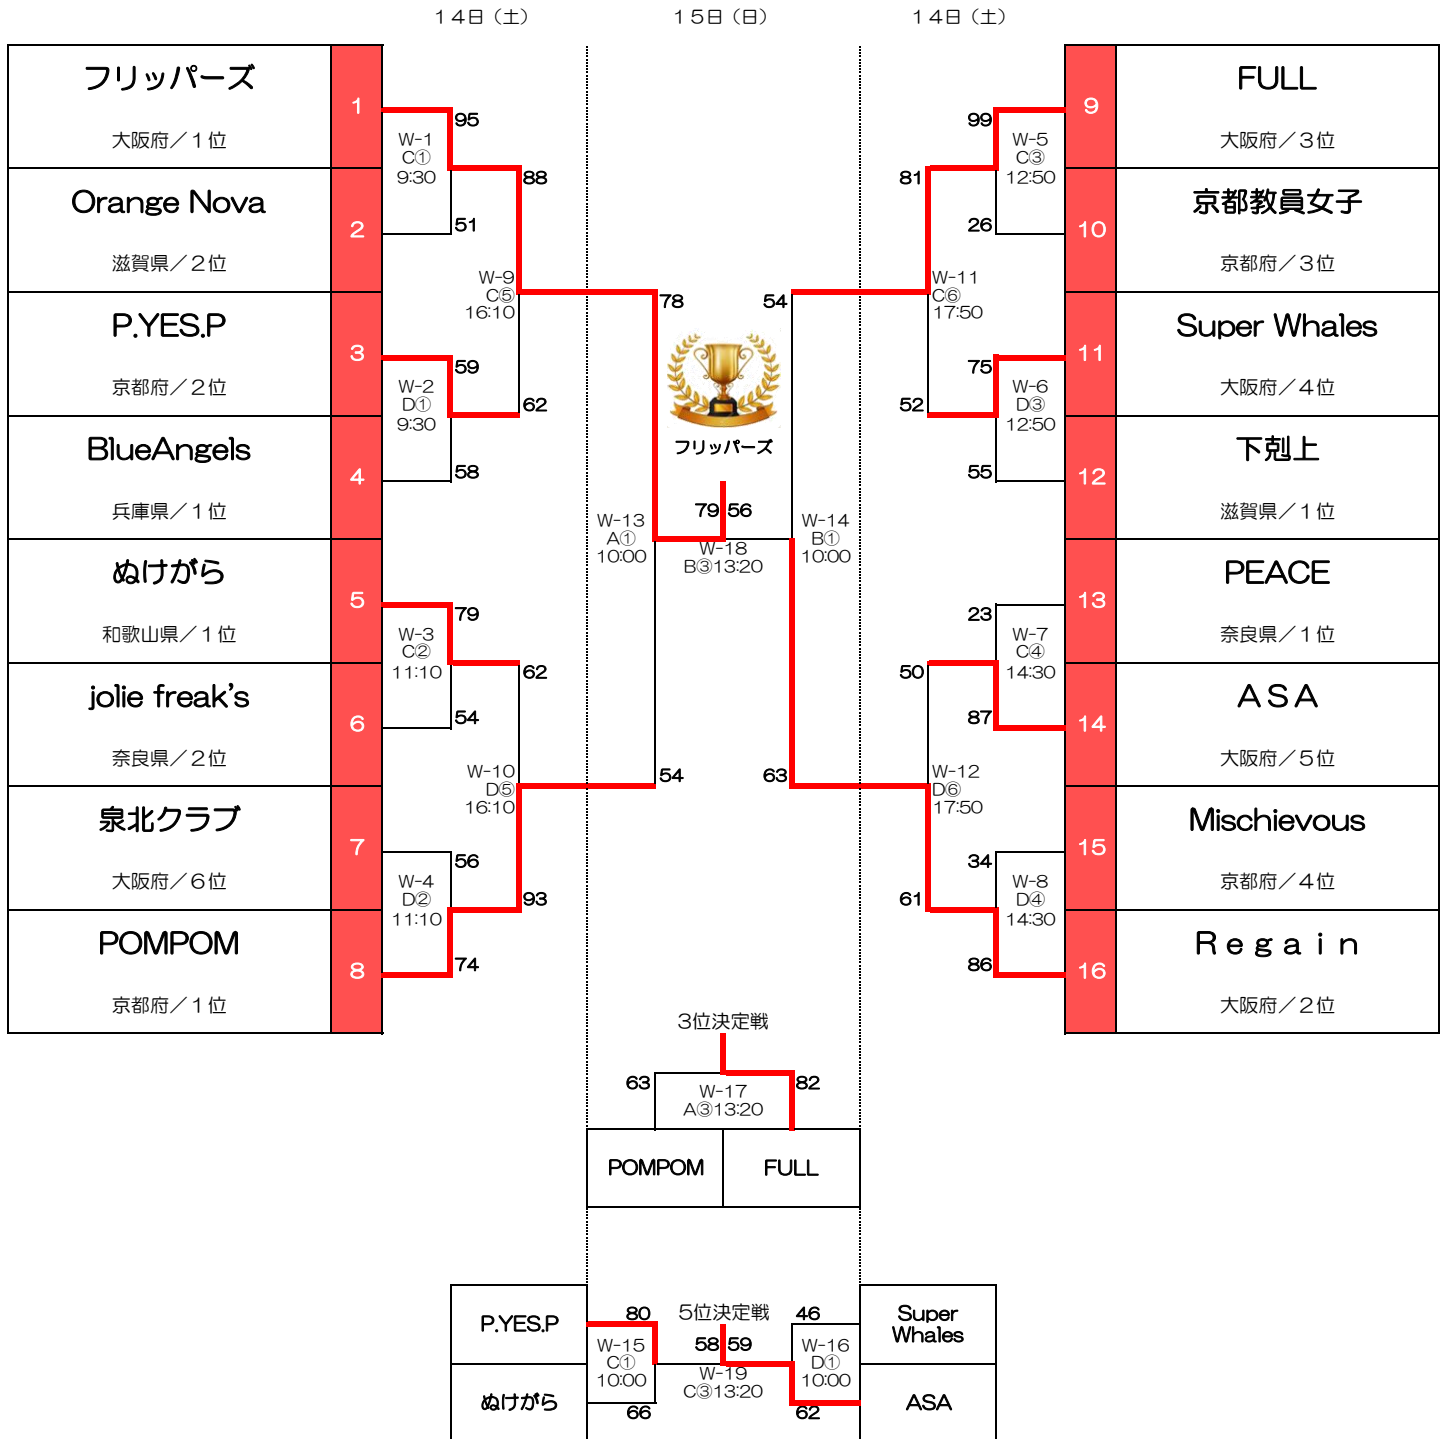 14日（土）
15日（日）
14日（土）
フリッパーズ
大阪府／1位
1
Orange Nova
滋賀県／2位
2
P.YES.P
京都府／2位
3
BlueAngels
兵庫県／1位
4
ぬけがら
和歌山県／1位
5
jolie freak's
奈良県／2位
6
泉北クラブ
大阪府／6位
7
POMPOM
京都府／1位
8
95
W-1
C①
9:30
51
59
W-2
D①
9:30
58
79
W-3
C②
11:10
54
56
W-4
D②
11:10
74
88
W-9
C⑤
16:10
62
62
W-10
D⑤
16:10
93
78
W-13
A①
10:00
54
フリッパーズ
79
56
W-18
B③13:20
54
W-14
B①
10:00
63
81
W-11
C⑥
17:50
52
50
W-12
D⑥
17:50
61
99
W-5
C③
12:50
26
75
W-6
D③
12:50
55
23
W-7
C④
14:30
87
34
W-8
D④
14:30
86
9
FULL
大阪府／3位
10
京都教員女子
京都府／3位
11
Super Whales
大阪府／4位
12
下剋上
滋賀県／1位
13
PEACE
奈良県／1位
14
ＡＳＡ
大阪府／5位
15
Mischievous
京都府／4位
16
Ｒｅｇａｉｎ
大阪府／2位
3位決定戦
63
82
W-17
A③13:20
POMPOM
FULL
P.YES.P
ぬけがら
80
W-15
C①
10:00
66
5位決定戦
58
59
W-19
C③13:20
46
W-16
D①
10:00
62
Super
Whales
ASA